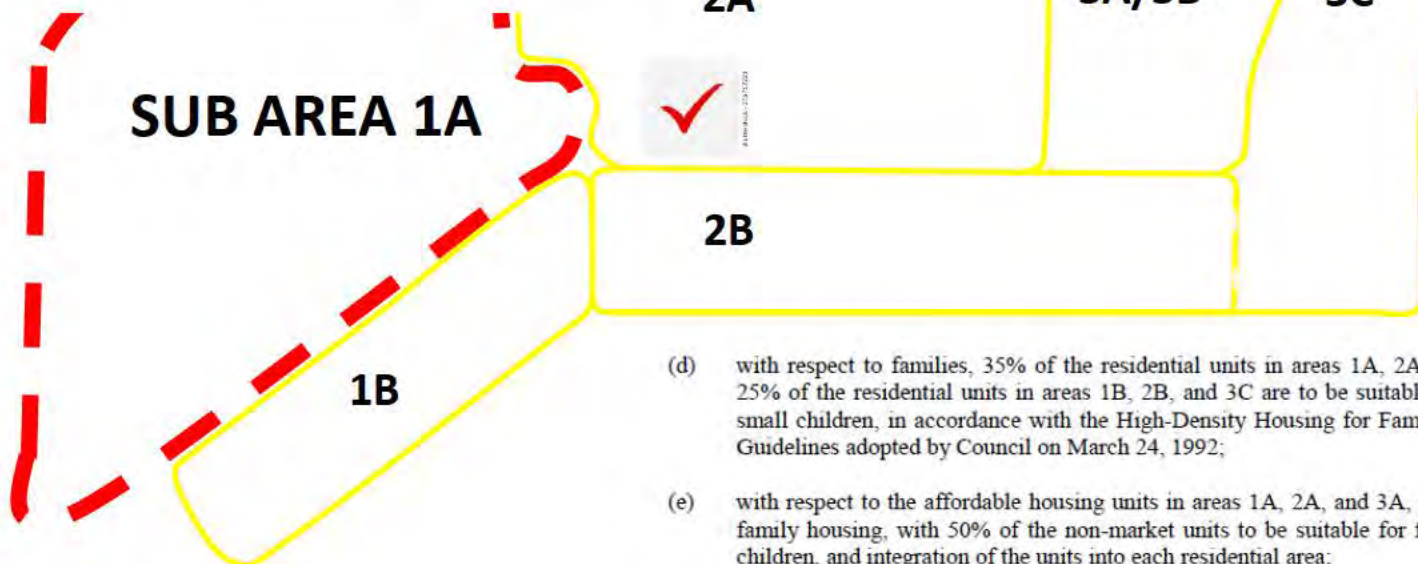 2A
3A/3B
3C
SUB AREA 1A
2B
1B
(d) with respect to families, 35% of the residential units in areas 1A, 2A
25% of the residential units in areas 1B, 2B, and 3C are to be suitabl
small children, in accordance with the High-Density Housing for Fam
Guidelines adopted by Council on March 24, 1992;
(e) with respect to the affordable housing units in areas 1A, 2A, and 3A,
family housing, with 50% of the non-market units to be suitable for f
children, and integration of the units into each residential area;